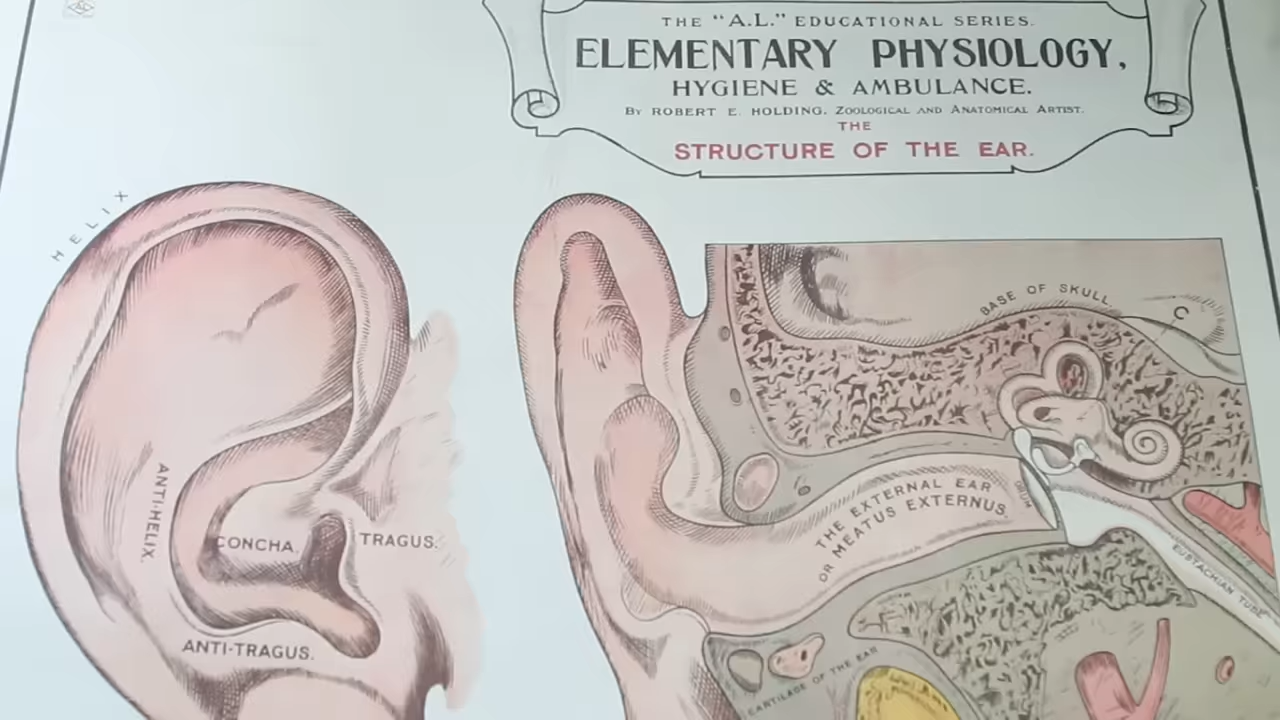 THE "A.L." EDUCATIONAL SERIES.
ELEMENTARY PHYSIOLOGY,
HYGIENE & AMBULANCE.
BY ROBERT E. HOLDING, ZOOLOGICAL AND ANATOMICAL ARTIST.
THE
STRUCTURE OF THE EAR.
HELIX
ANTI-HELIX.
CONCHA.
TRAGUS.
ANTI-TRAGUS.
BASE OF SKULL.
C
THE EXTERNAL EAR
OR MEATUS EXTERNUS.
DRUM
EUSTACHIAN TUBE
CARTILAGE OF THE EAR